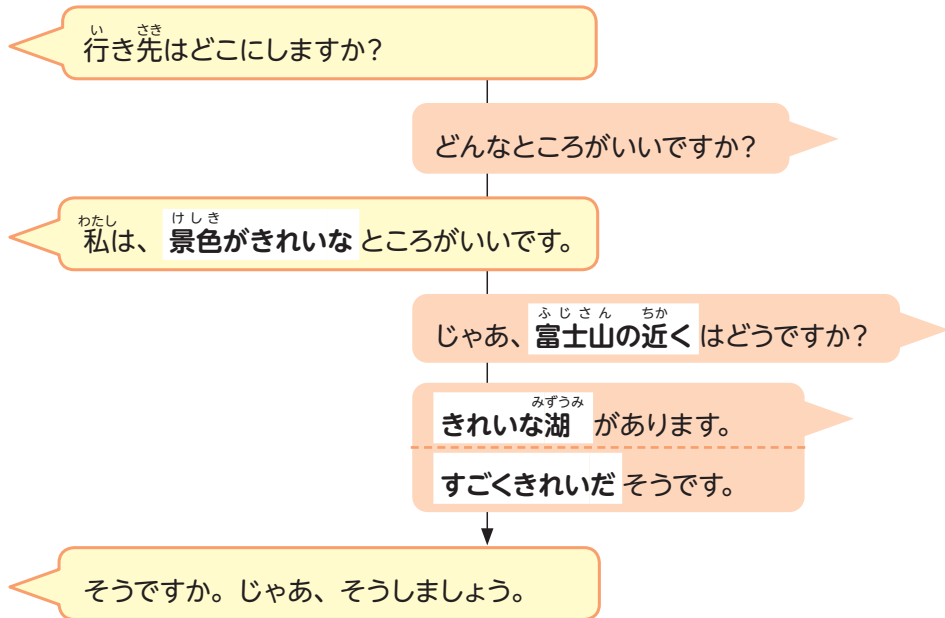 行き先はどこにしますか？
どんなところがいいですか？
私は、景色がきれいなところがいいです。
じゃあ、富士山の近くはどうですか？
きれいな湖があります。
すごくきれいだそうです。
そうですか。じゃあ、そうしましょう。